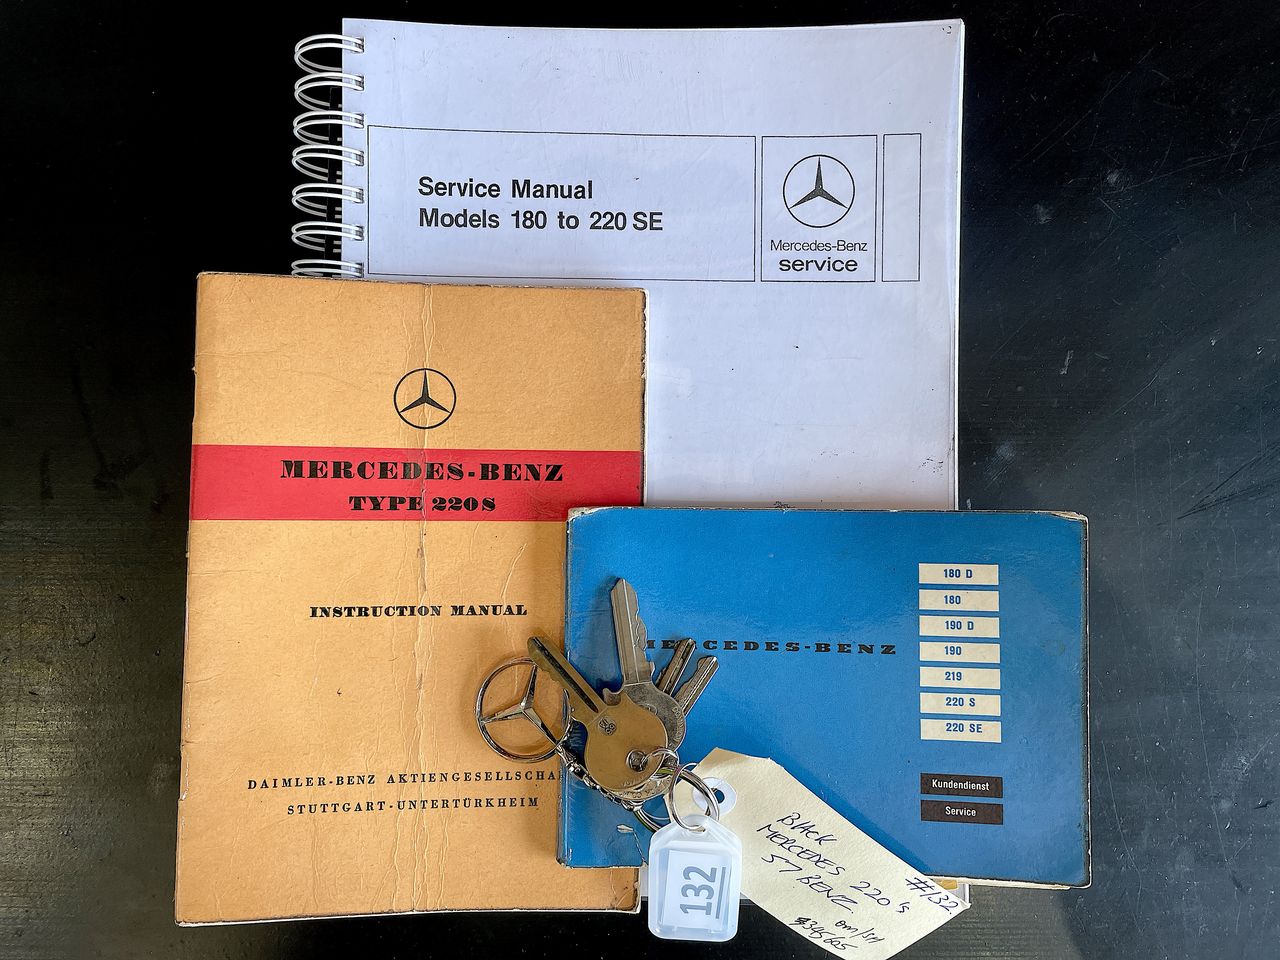 Service Manual
Models 180 to 220 SE
Mercedes-Benz
service
MERCEDES-BENZ
TYPE 220 S
INSTRUCTION MANUAL
DAIMLER-BENZ AKTIENGESELLSCHA
STUTTGART-UNTERTÜRKHEIM
MERCEDES-BENZ
180 D
180
190 D
190
219
220 S
220 SE
Kundendienst
Service
132
BLACK
MERCEDES 220's
57 BENZ
#132